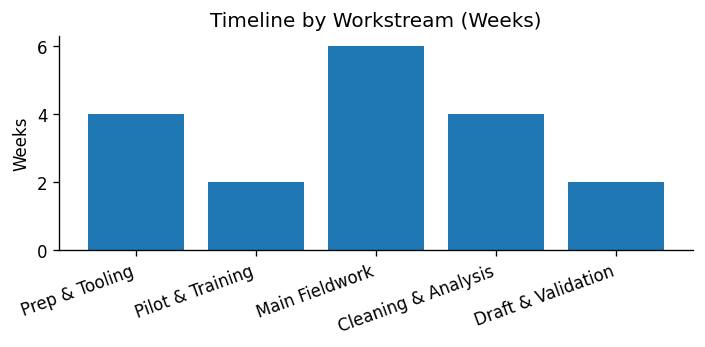 Timeline by Workstream (Weeks)
Weeks
6
4
2
0
Prep & Tooling
Pilot & Training
Main Fieldwork
Cleaning & Analysis
Draft & Validation